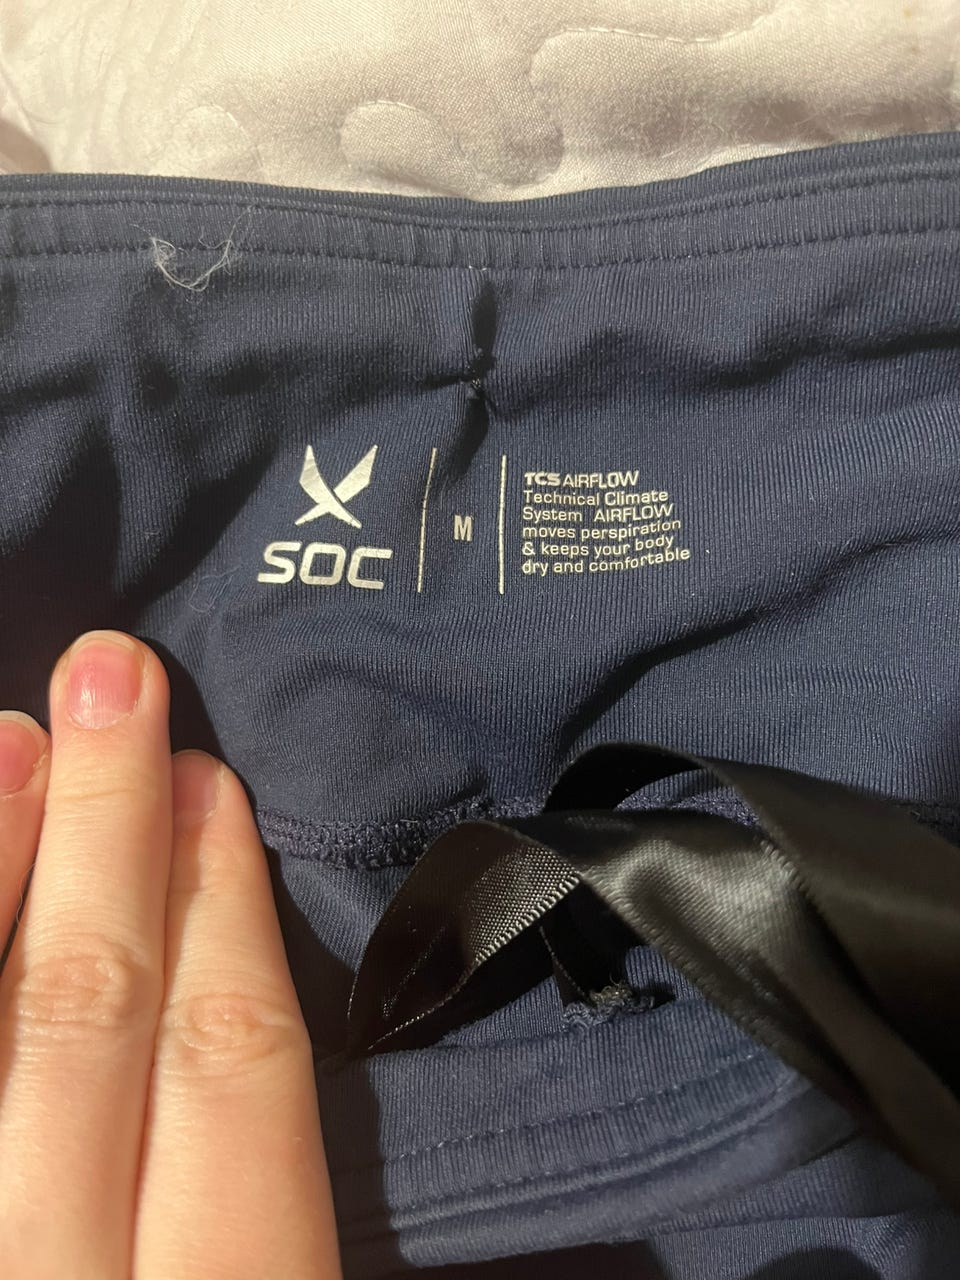 SOC
M
TCS AIRFLOW
Technical Climate
System AIRFLOW
moves perspiration
& keeps your body
dry and comfortable